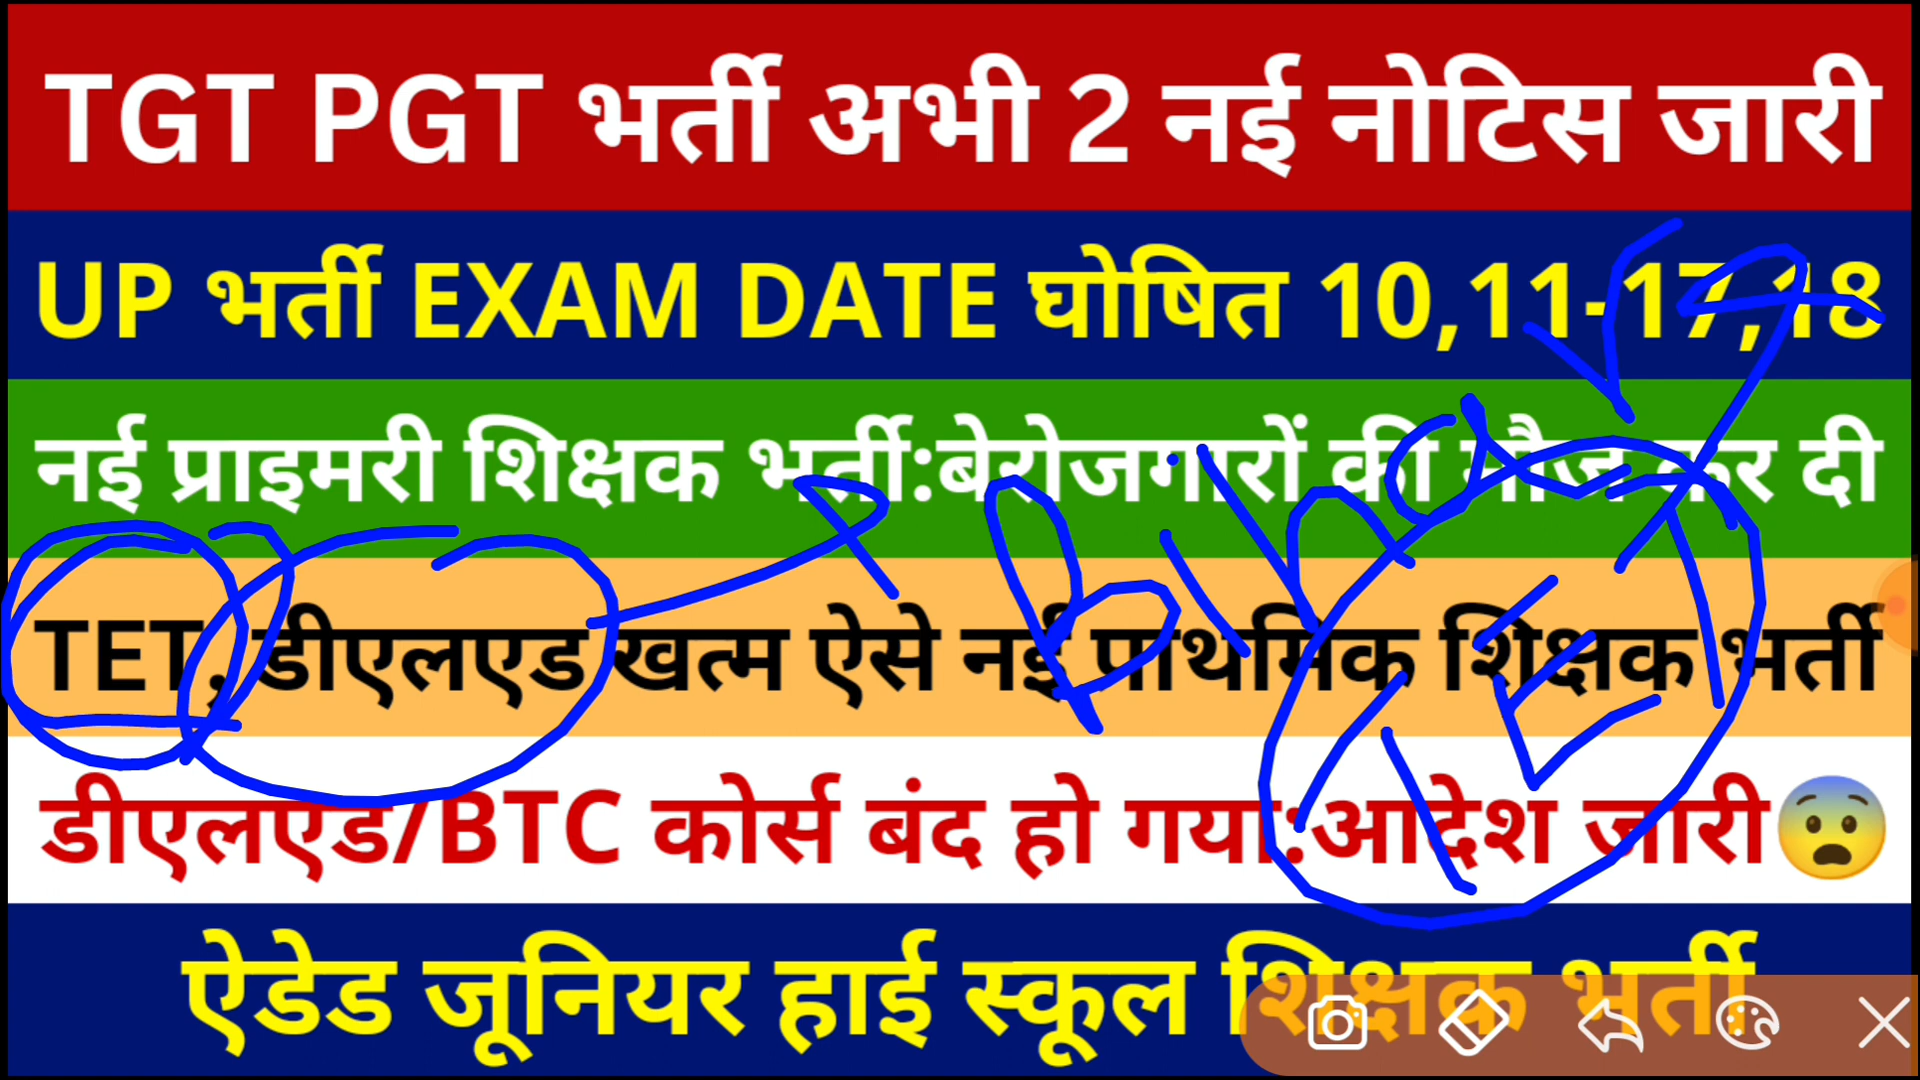 TGT PGT भर्ती अभी 2 नई नोटिस जारी
UP भर्ती EXAM DATE घोषित 10,11-17,18
नई प्राइमरी शिक्षक भर्ती:बेरोजगारों की मौज कर दी
TET, डीएलएड खत्म ऐसे नई प्राथमिक शिक्षक भर्ती
डीएलएड/BTC कोर्स बंद हो गया:आदेश जारी😨
ऐडेड जूनियर हाई स्कूल शिक्षक भर्ती